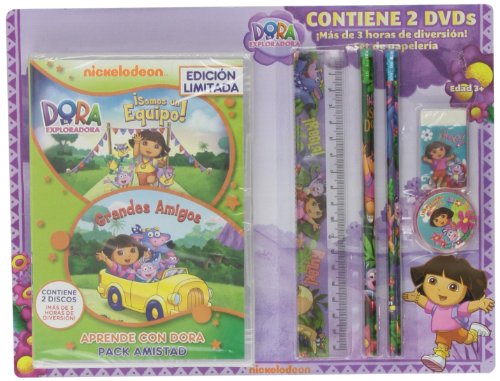 nickelodeon
EDICIÓN
LIMITADA
DORA
EXPLORADORA
¡Somos un
Equipo!
Grandes Amigos
CONTIENE
2 DISCOS
¡MÁS DE 3
HORAS DE
DIVERSIÓN!
APRENDE CON DORA
PACK AMISTAD
DORA
EXPLORADORA
CONTIENE 2 DVDs
¡Más de 3 horas de diversión!
+ Set de papelería
Edad 3+
nickelodeon